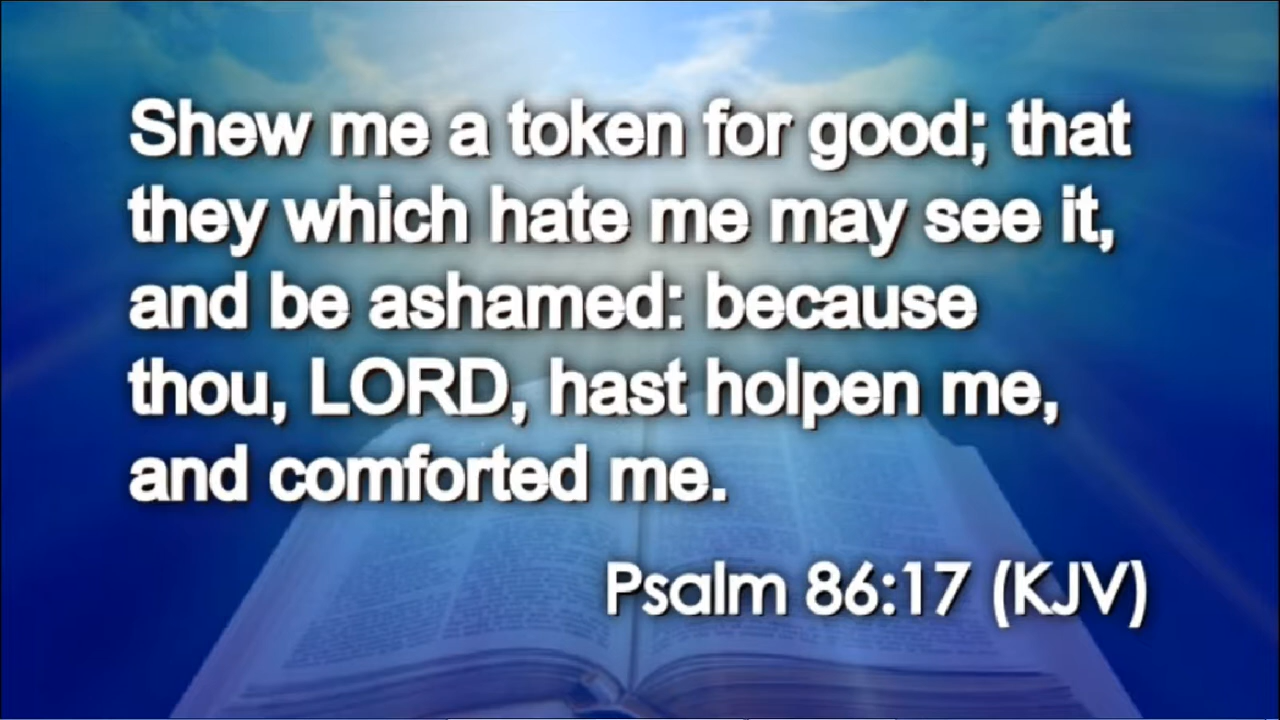 Shew me a token for good; that
they which hate me may see it,
and be ashamed: because
thou, LORD, hast holpen me,
and comforted me.
Psalm 86:17 (KJV)